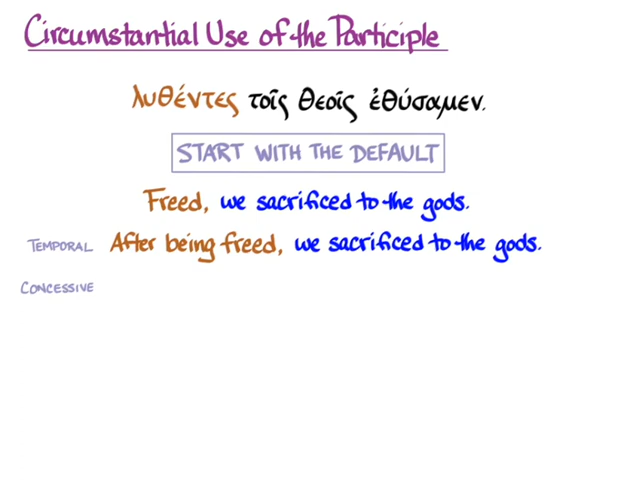 Circumstantial Use of the Participle
λυθέντες τοῖς θεοῖς ἐθύσαμεν.
START WITH THE DEFAULT
Freed, we sacrificed to the gods.
TEMPORAL After being freed, we sacrificed to the gods.
CONCESSIVE